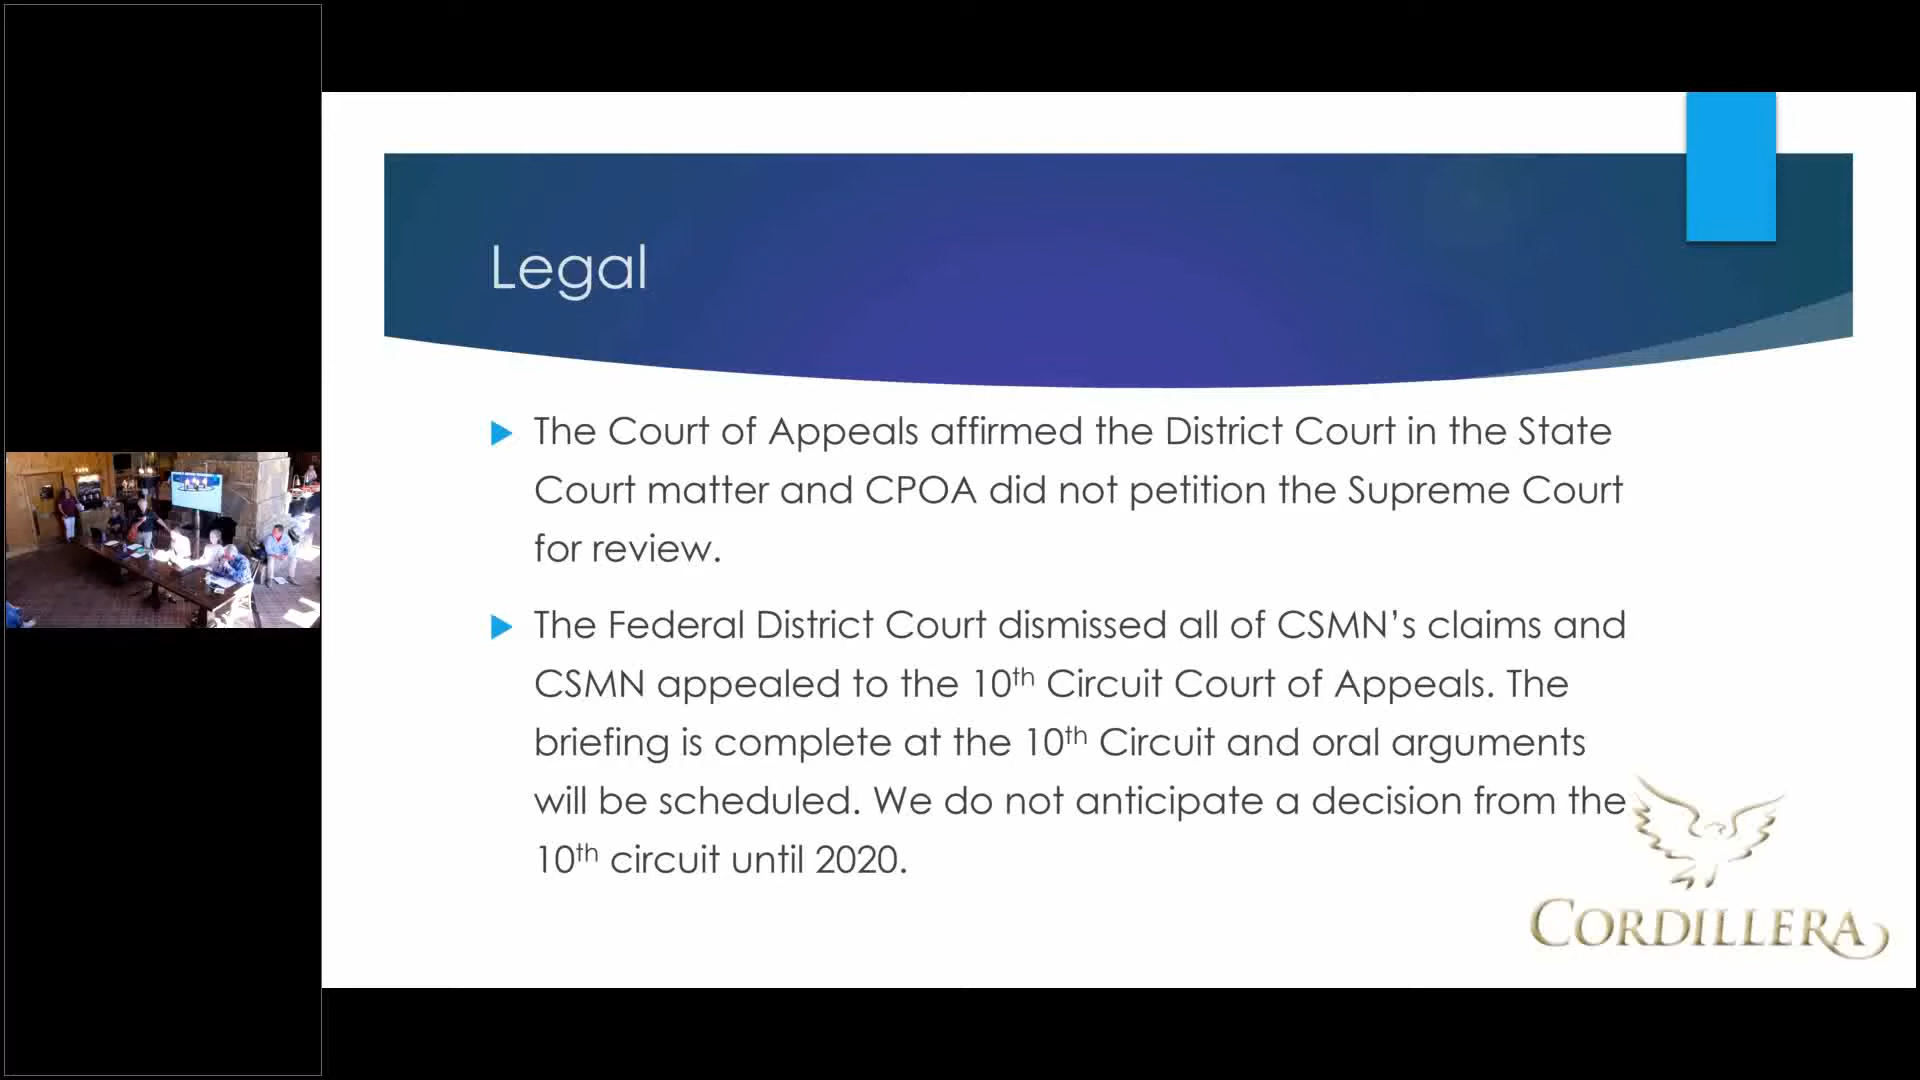 Legal
The Court of Appeals affirmed the District Court in the State
Court matter and CPOA did not petition the Supreme Court
for review.
The Federal District Court dismissed all of CSMN’s claims and
CSMN appealed to the 10th Circuit Court of Appeals. The
briefing is complete at the 10th Circuit and oral arguments
will be scheduled. We do not anticipate a decision from the
10th circuit until 2020.
CORDILLERA